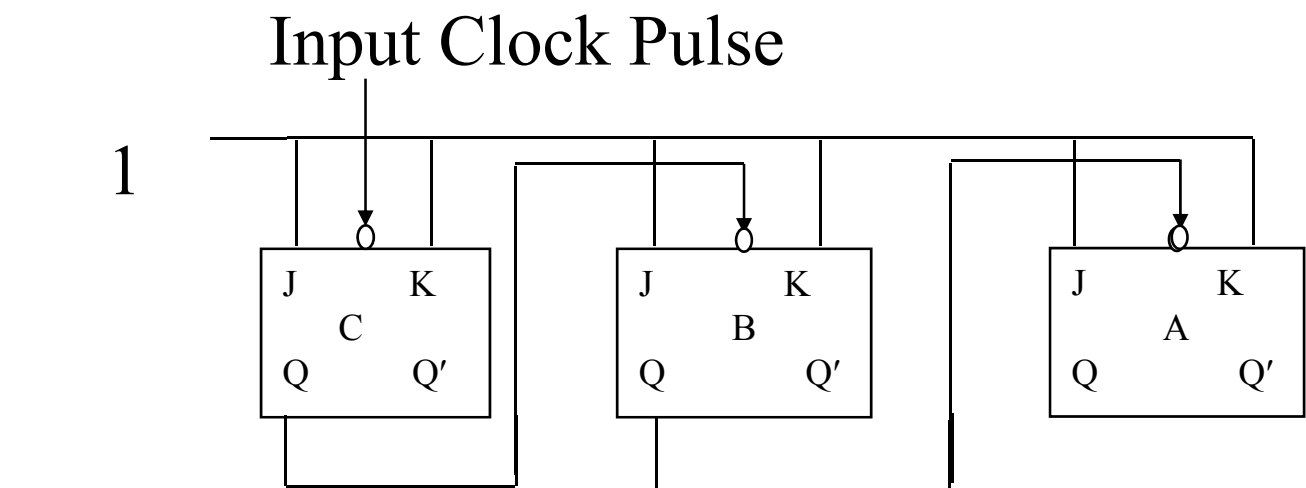 Input Clock Pulse
1
J K J K J K
C B A
Q Q′ Q Q′ Q Q′